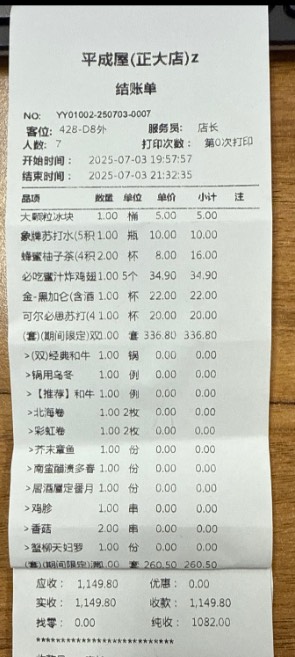 平成屋(正大店)z
结账单
NO: YY01002-250703-0007
客位: 428-D8外 服务员: 店长
人数: 7 打印次数: 第0次打印
开始时间: 2025-07-03 19:57:57
结束时间: 2025-07-03 21:32:35
品项 数量 单位 单价 小计 注
大颗粒冰块 1.00 桶 5.00 5.00
象牌苏打水(5积 1.00 瓶 10.00 10.00
蜂蜜柚子茶(4积 2.00 杯 8.00 16.00
必吃蜜汁炸鸡翅 1.00 5个 34.90 34.90
金-黑加仑(含酒 1.00 杯 22.00 22.00
可尔必思苏打(4 1.00 杯 20.00 20.00
(套)(期间限定)双 1.00 套 336.80 336.80
>(双)经典和牛 1.00 锅 0.00 0.00
>锅用乌冬 1.00 例 0.00 0.00
>【推荐】和牛 1.00 例 0.00 0.00
>北海卷 1.00 2枚 0.00 0.00
>彩虹卷 1.00 2枚 0.00 0.00
>芥末章鱼 1.00 份 0.00 0.00
>南蛮醋渍多春 1.00 份 0.00 0.00
>居酒屋定番月 1.00 份 0.00 0.00
>鸡胗 1.00 串 0.00 0.00
>香菇 2.00 串 0.00 0.00
>蟹柳天妇罗 1.00 份 0.00 0.00
(套)(期间限定) 1.00 套 260.50 260.50
应收: 1,149.80 优惠: 0.00
实收: 1,149.80 收款: 1,149.80
找零: 0.00 纯收: 1082.00
****************************